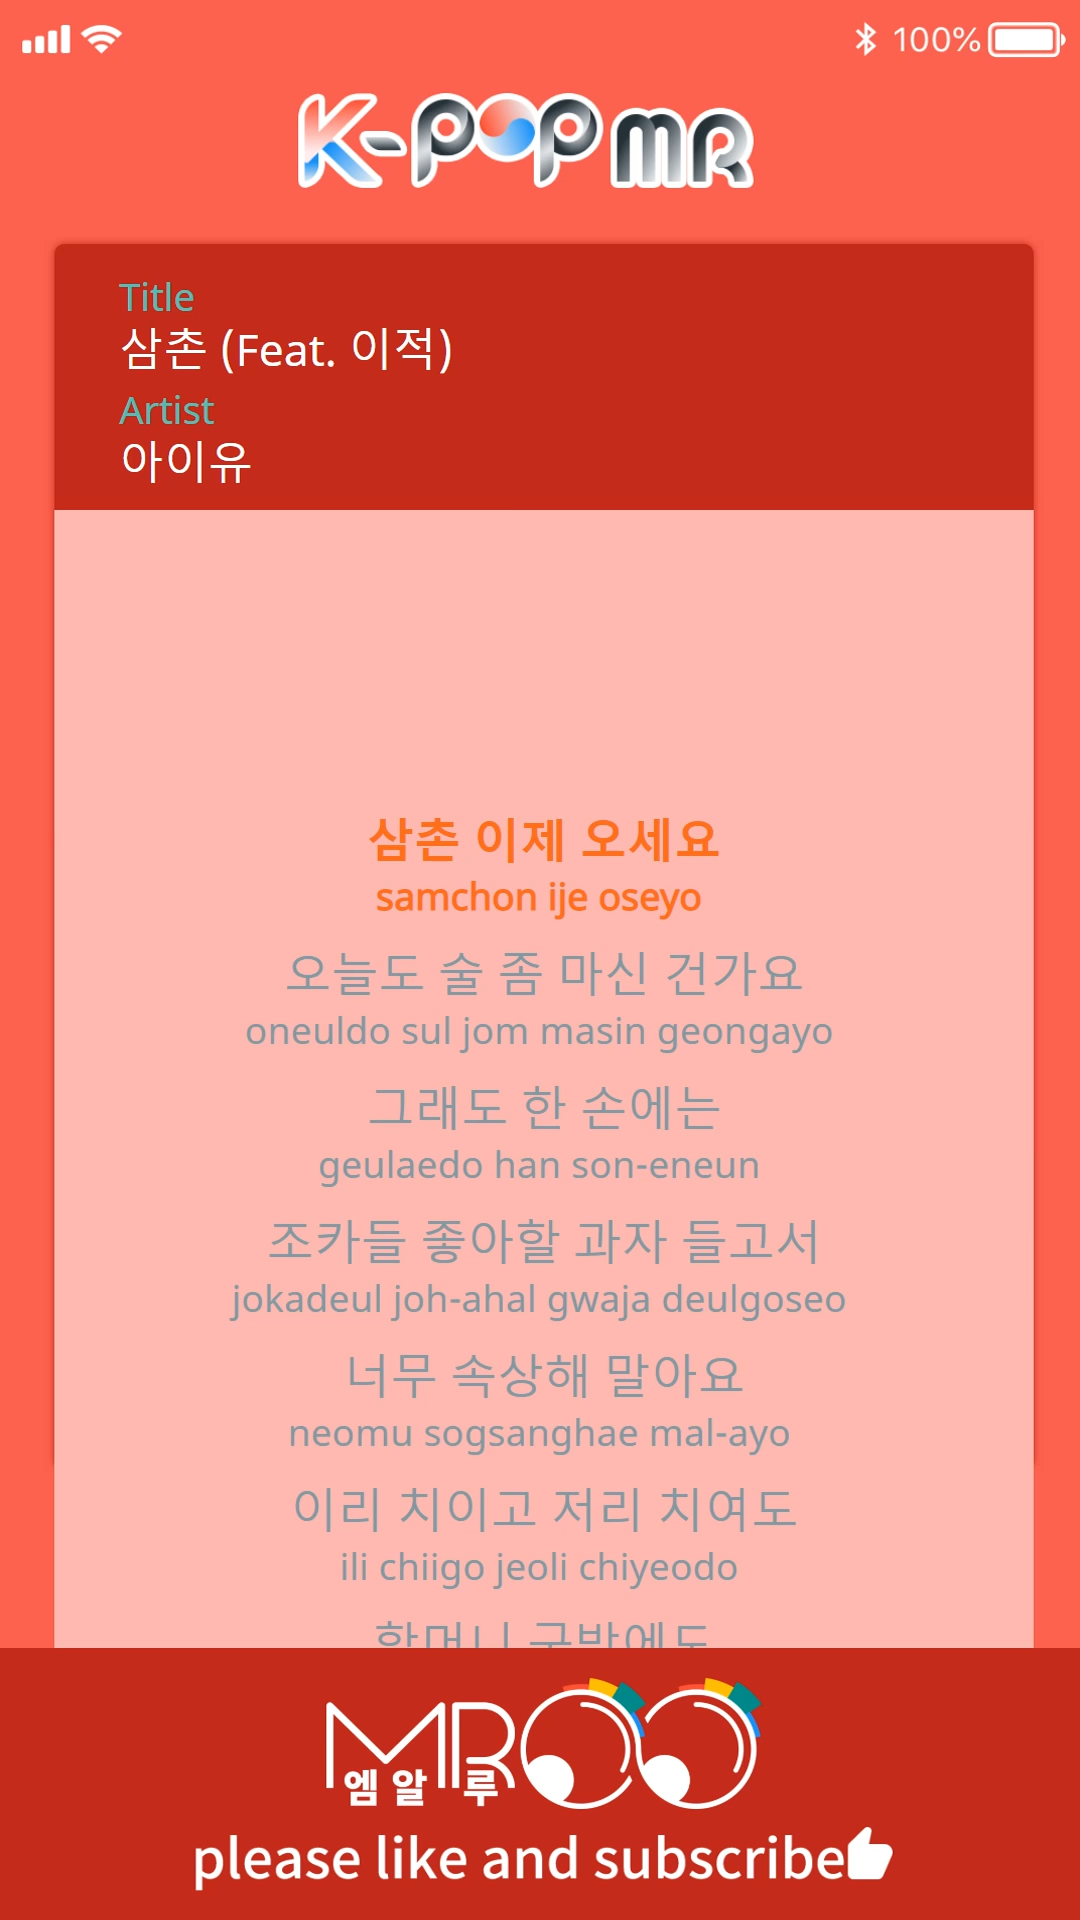 100%
K-POP MR
Title
삼촌 (Feat. 이적)
Artist
아이유
삼촌 이제 오세요
samchon ije oseyo
오늘도 술 좀 마신 건가요
oneuldo sul jom masin geongayo
그래도 한 손에는
geulaedo han son-eneun
조카들 좋아할 과자 들고서
jokadeul joh-ahal gwaja deulgoseo
너무 속상해 말아요
neomu sogsanghae mal-ayo
이리 치이고 저리 치여도
ili chiigo jeoli chiyeodo
MROO
엠 알 루
please like and subscribe